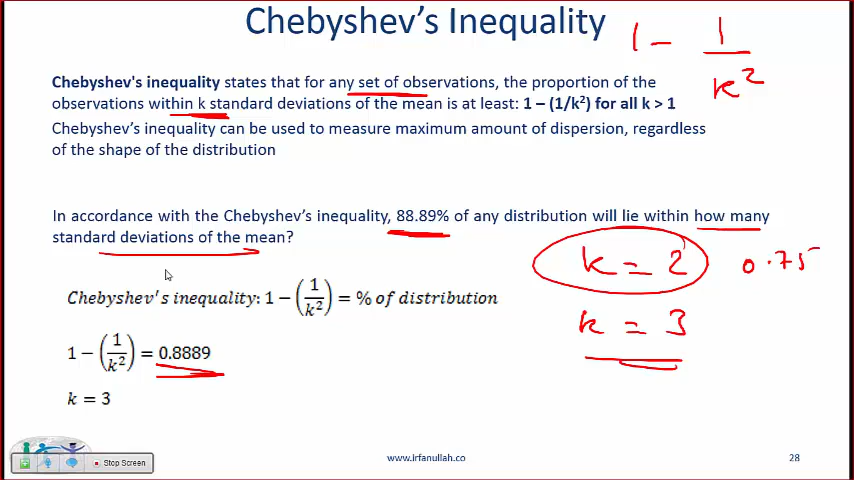 Chebyshev's Inequality
1 - 1/k²
Chebyshev's inequality states that for any set of observations, the proportion of the
observations within k standard deviations of the mean is at least: 1 – (1/k²) for all k > 1
Chebyshev's inequality can be used to measure maximum amount of dispersion, regardless
of the shape of the distribution
In accordance with the Chebyshev's inequality, 88.89% of any distribution will lie within how many
standard deviations of the mean?
k = 2 0.75
Chebyshev's inequality: 1 − (1/k²) = % of distribution
k = 3
1 − (1/k²) = 0.8889
k = 3
Stop Screen
www.irfanullah.co
28